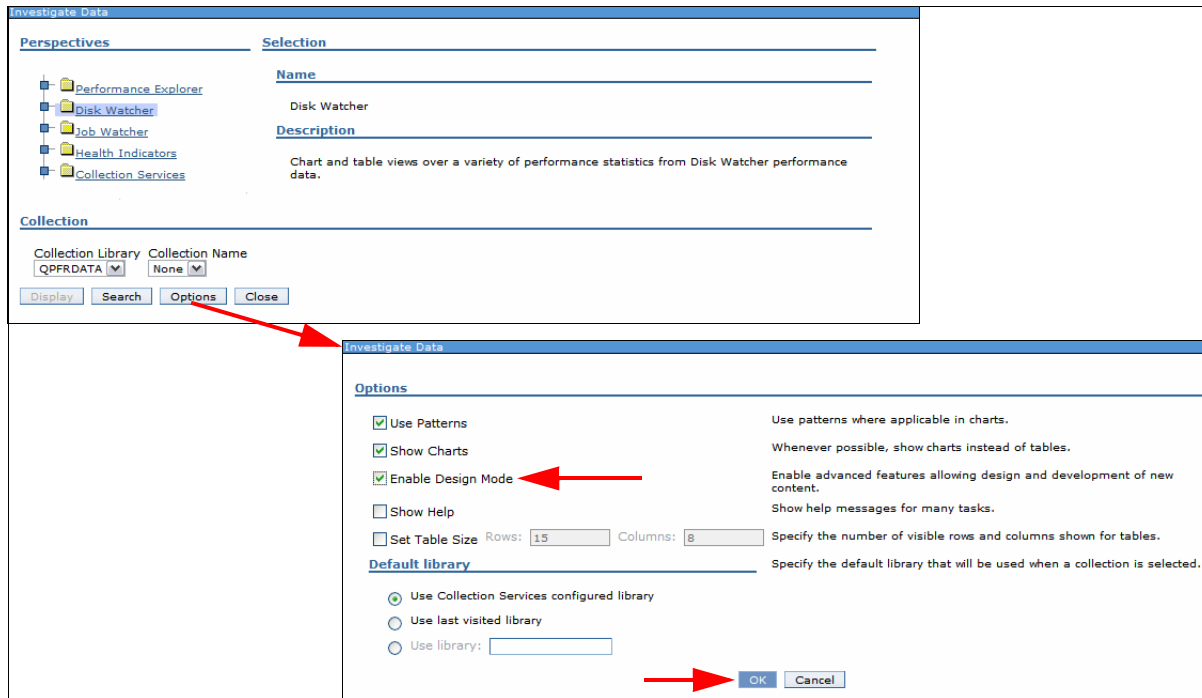 Investigate Data
Perspectives
Performance Explorer
Disk Watcher
Job Watcher
Health Indicators
Collection Services
Selection
Name
Disk Watcher
Description
Chart and table views over a variety of performance statistics from Disk Watcher performance
data.
Collection
Collection Library Collection Name
QPFRDATA None
Display Search Options Close
Investigate Data
Options
Use Patterns Use patterns where applicable in charts.
Show Charts Whenever possible, show charts instead of tables.
Enable Design Mode Enable advanced features allowing design and development of new
content.
Show Help Show help messages for many tasks.
Set Table Size Rows: 15 Columns: 8 Specify the number of visible rows and columns shown for tables.
Default library Specify the default library that will be used when a collection is selected.
Use Collection Services configured library
Use last visited library
Use library:
OK Cancel